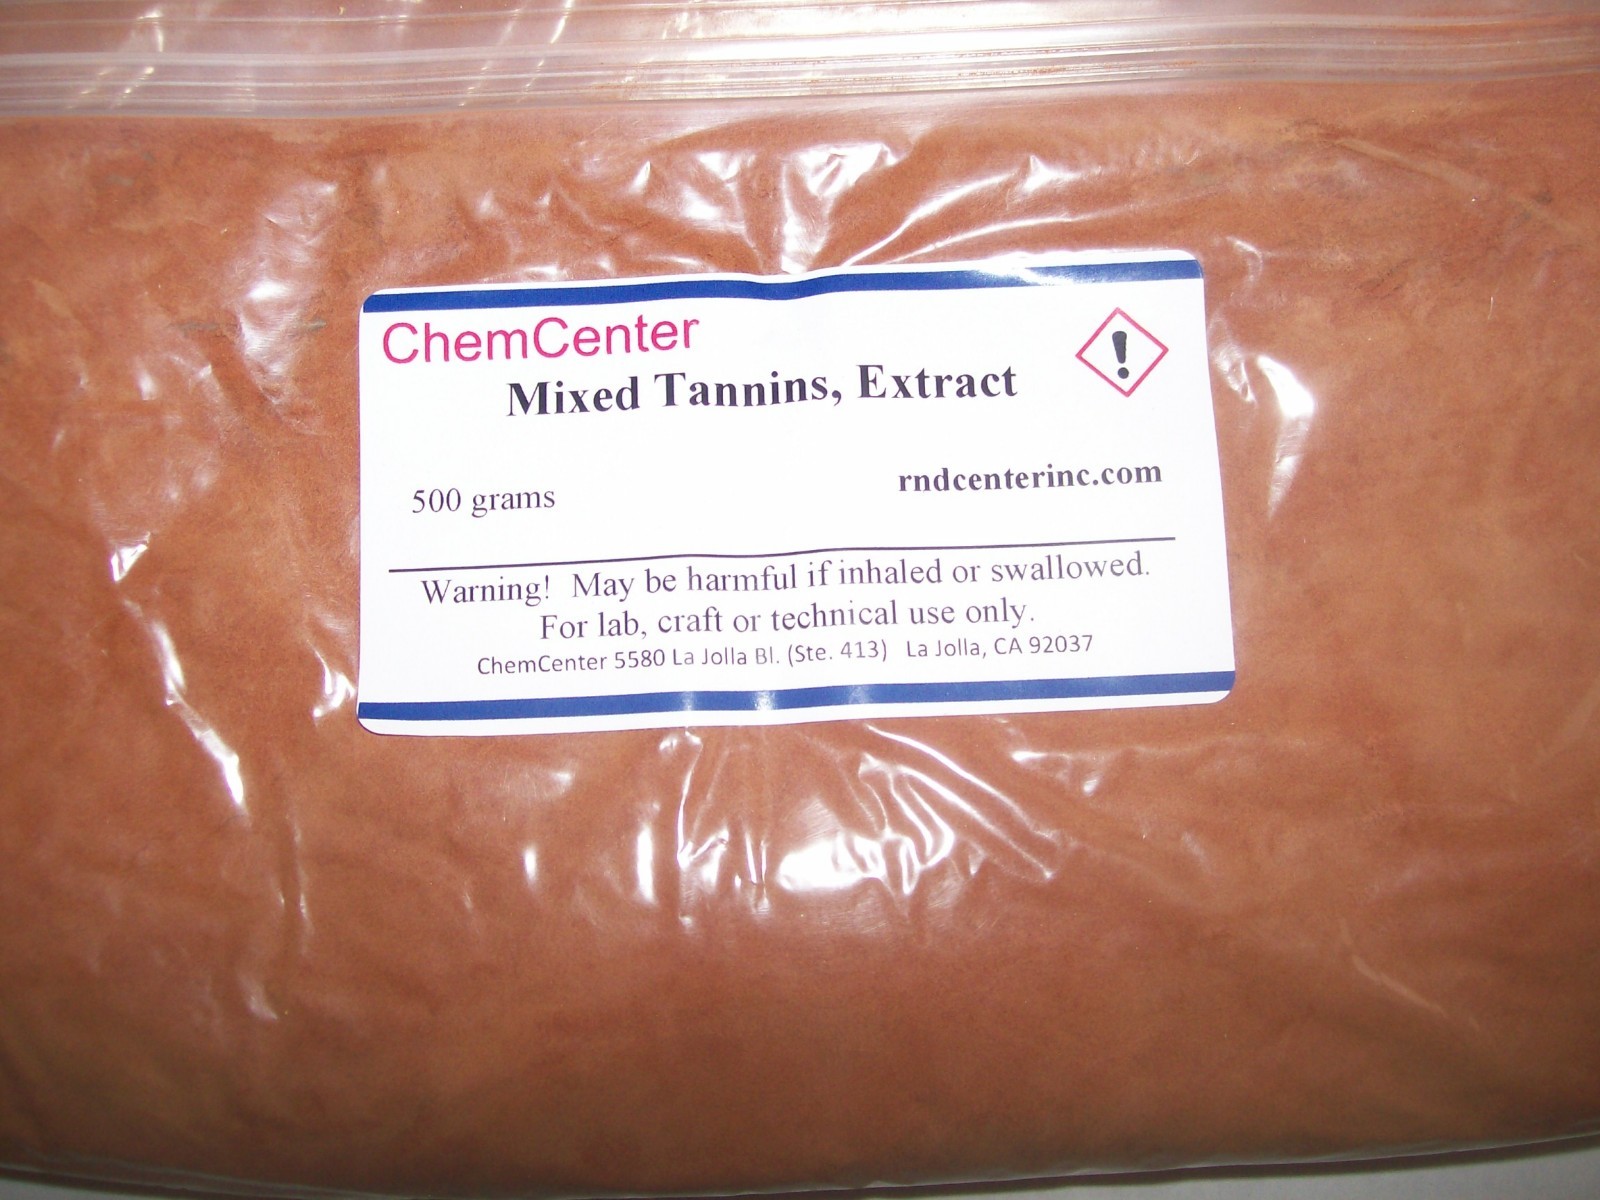 ChemCenter
Mixed Tannins, Extract
500 grams
rndcenterinc.com
Warning! May be harmful if inhaled or swallowed.
For lab, craft or technical use only.
ChemCenter 5580 La Jolla Bl. (Ste. 413) La Jolla, CA 92037